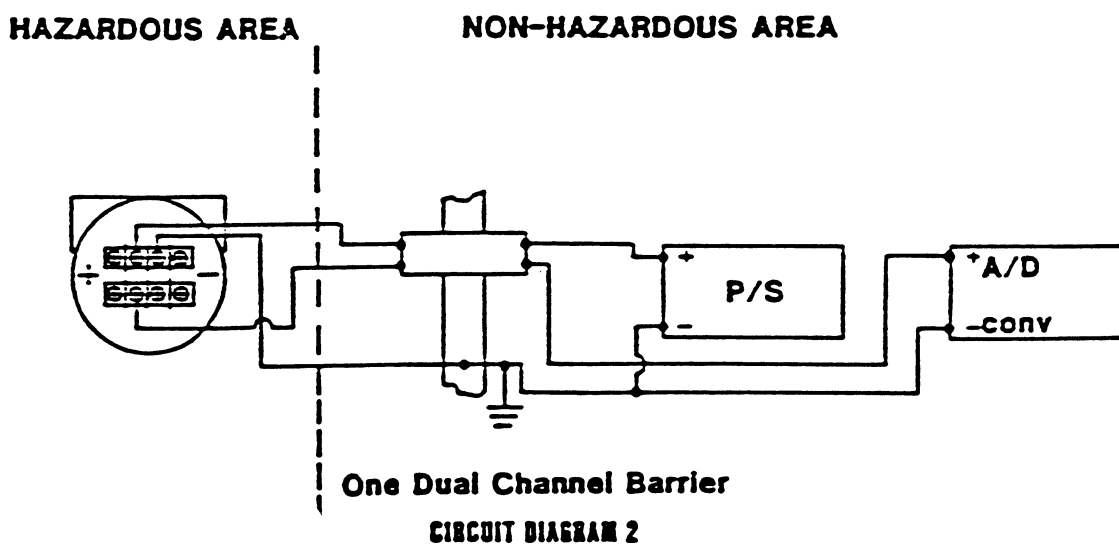 HAZARDOUS AREA
NON-HAZARDOUS AREA
+
-
+
P/S
-
+
A/D
-conv
One Dual Channel Barrier
CIRCUIT DIAGRAM 2